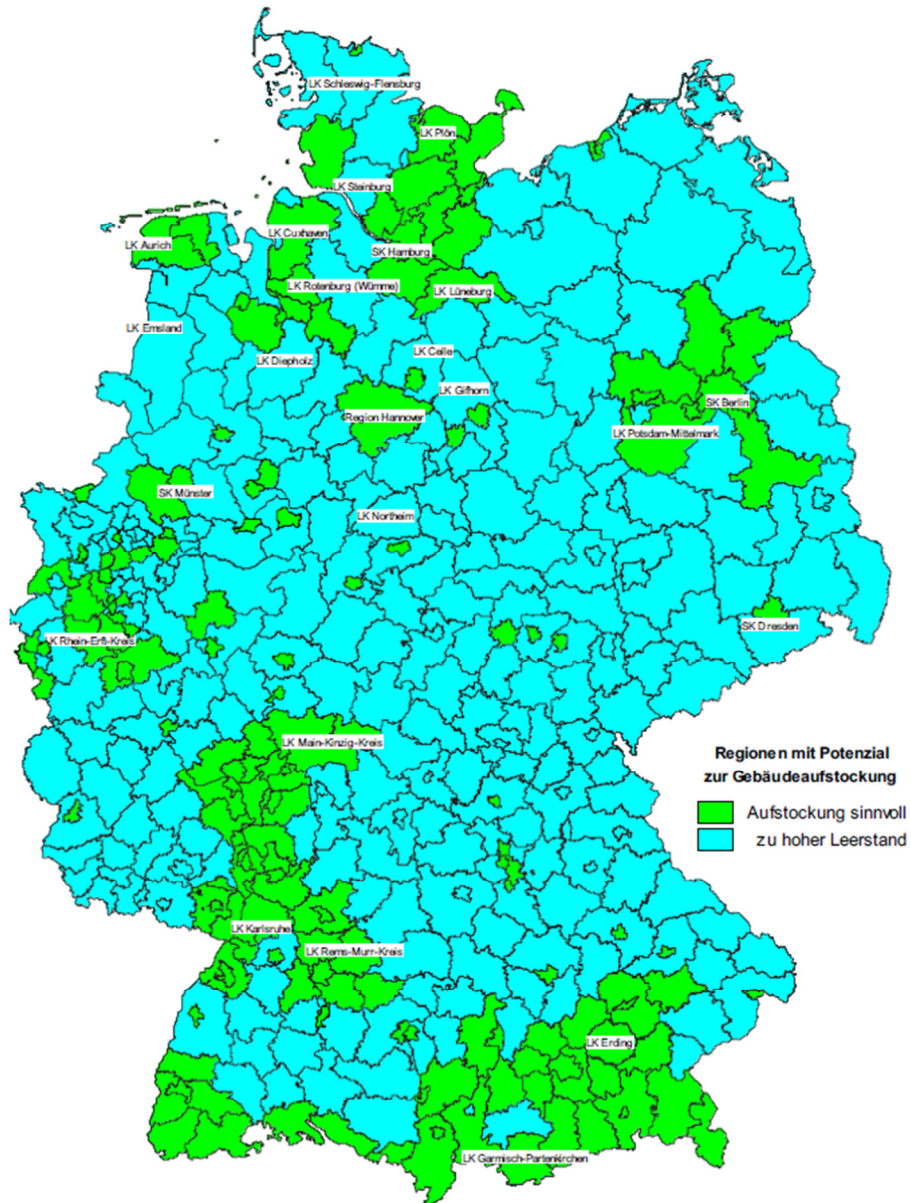 LK Schleswig-Flensburg
LK Plön
LK Steinburg
LK Cuxhaven
LK Aurich
SK Hamburg
LK Rotenburg (Wümme)
LK Lüneburg
LK Emsland
LK Celle
LK Diepholz
LK Gifhorn
SK Berlin
Region Hannover
LK Potsdam-Mittelmark
SK Münster
LK Northeim
SK Dresden
LK Rhein-Erft-Kreis
LK Main-Kinzig-Kreis
Regionen mit Potenzial
zur Gebäudeaufstockung
Aufstockung sinnvoll
zu hoher Leerstand
LK Karlsruhe
LK Rems-Murr-Kreis
LK Erding
LK Garmisch-Partenkirchen